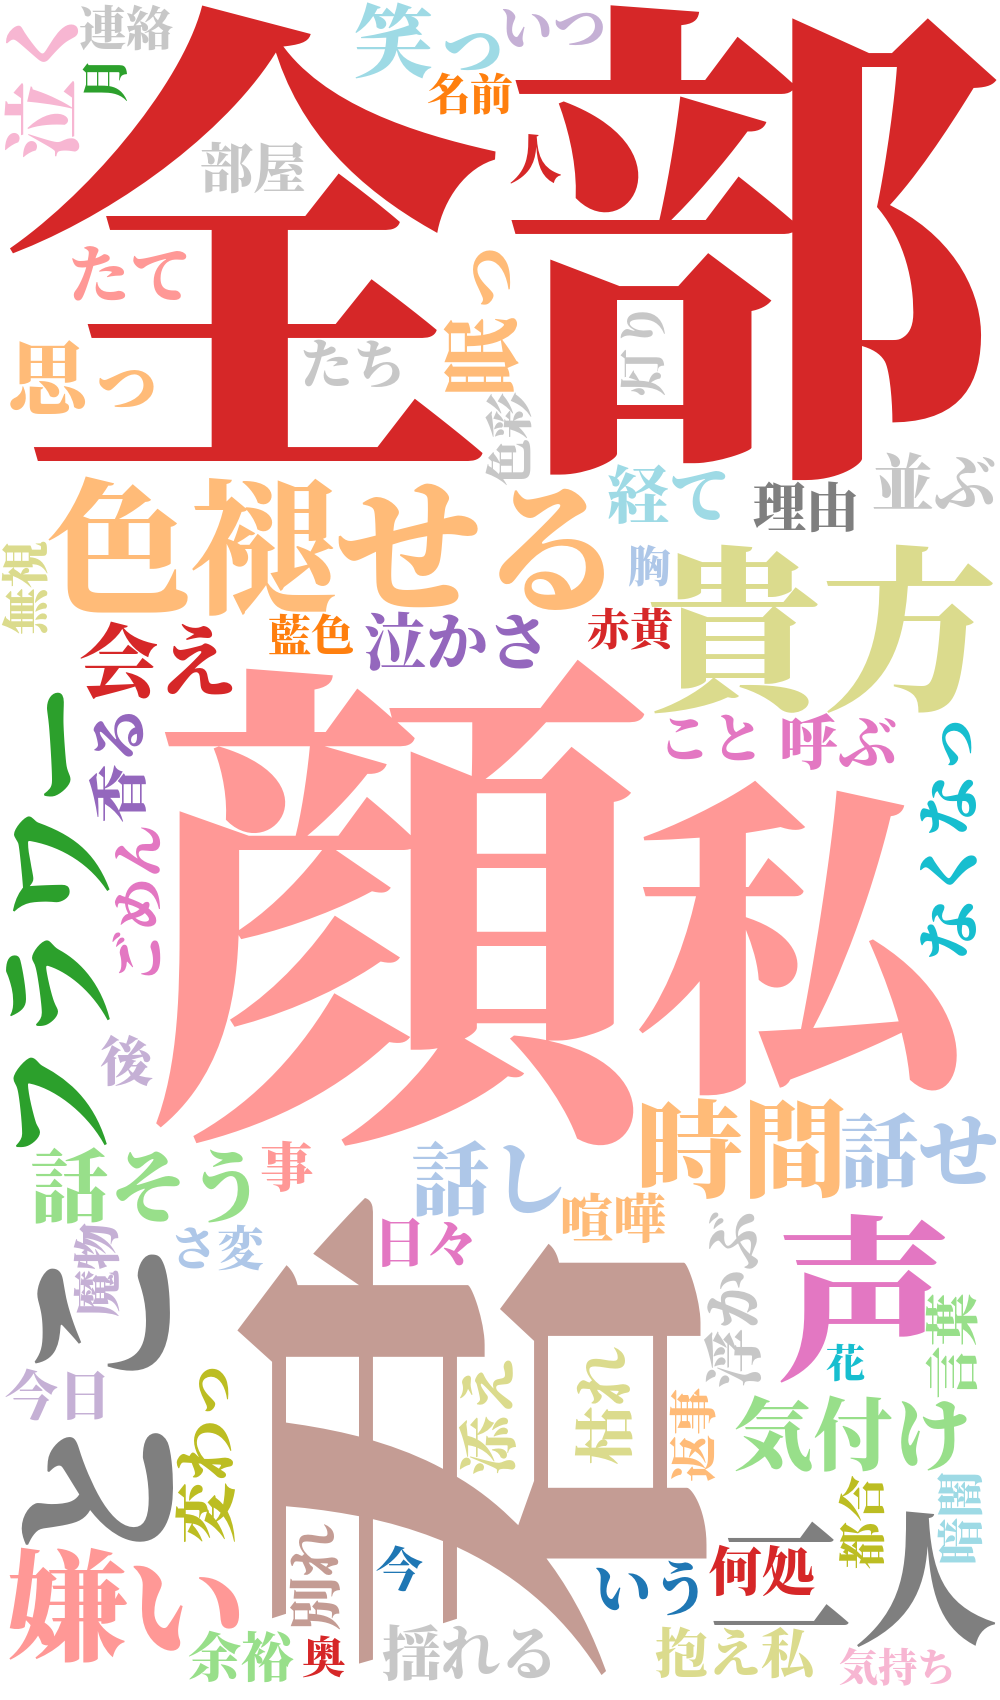 全部
連絡
泣く
月
笑っ
いつ
名前
人
部屋
たて
思っ
たち
眠っ
灯り
色彩
色褪せる
経て
理由
並ぶ
無視
胸
貴方
会え
藍色
泣かさ
赤黄
顔
私
こと
呼ぶ
なくなっ
フラワー
香る
ごめん
後
時間
話せ
話そう
事
話し
喧嘩
さ変
日々
魔物
とこ
君
浮かぶ
声
言葉
花
今日
変わっ
添え
枯れ
返事
気付け
都合
暗闇
二人
嫌い
別れ
今
いう
何処
余裕
奥
揺れる
抱え私
気持ち